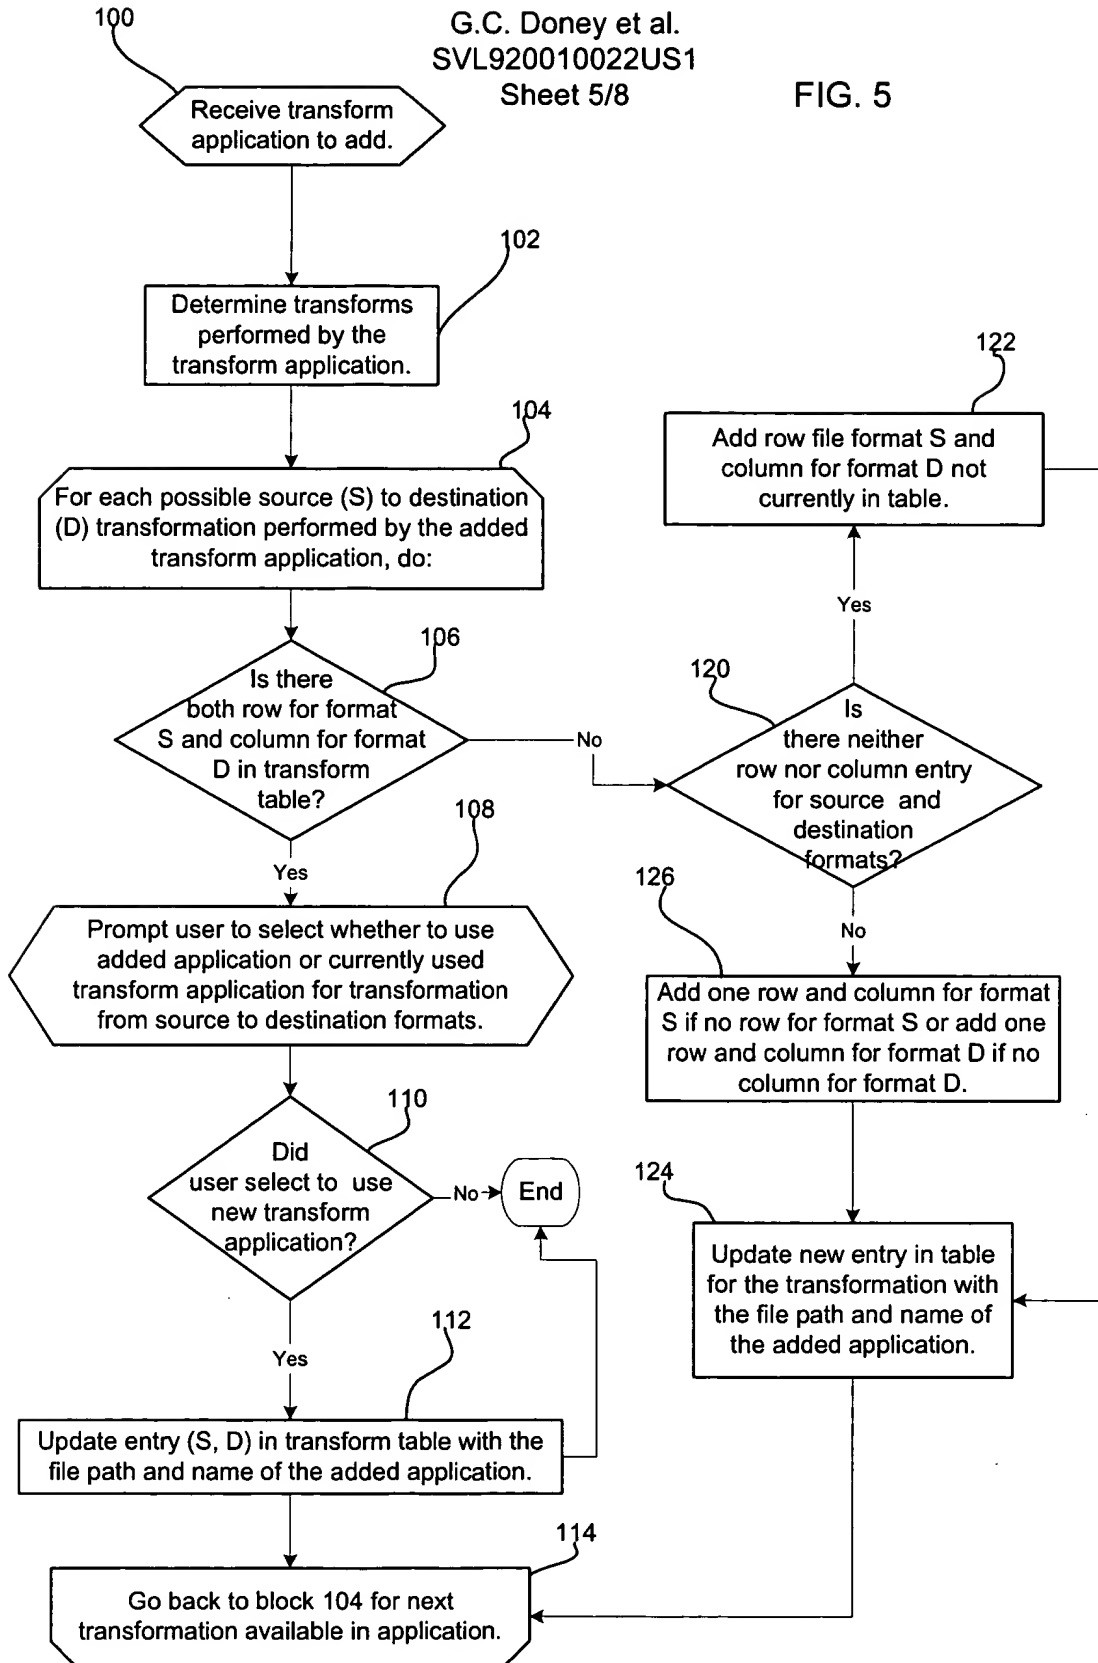 G.C. Doney et al.
SVL920010022US1
Sheet 5/8
FIG. 5
100
Receive transform
application to add.
102
Determine transforms
performed by the
transform application.
104
For each possible source (S) to destination
(D) transformation performed by the added
transform application, do:
106
Is there
both row for format
S and column for format
D in transform
table?
No
Yes
108
Prompt user to select whether to use
added application or currently used
transform application for transformation
from source to destination formats.
110
Did
user select to use
new transform
application?
No
End
Yes
112
Update entry (S, D) in transform table with the
file path and name of the added application.
114
Go back to block 104 for next
transformation available in application.
122
Add row file format S and
column for format D not
currently in table.
Yes
120
Is
there neither
row nor column entry
for source and
destination
formats?
No
126
Add one row and column for format
S if no row for format S or add one
row and column for format D if no
column for format D.
124
Update new entry in table
for the transformation with
the file path and name of
the added application.